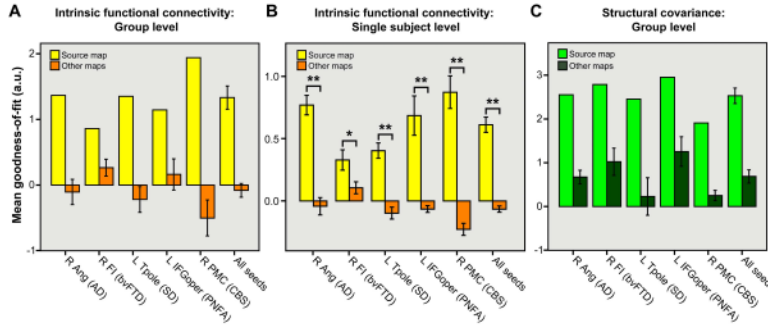 A
Intrinsic functional connectivity:
Group level
B
Intrinsic functional connectivity:
Single subject level
C
Structural covariance:
Group level
Mean goodness-of-fit (a.u.)
2
1
0
-1
Source map
Other maps
R Ang (AD)
R FI (bvFTD)
L Tpole (SD)
L IFGoper (PNFA)
R PMC (CBS)
All seeds
1.0
0.5
0.0
Source map
Other maps
**
*
**
**
**
**
R Ang (AD)
R FI (bvFTD)
L Tpole (SD)
L IFGoper (PNFA)
R PMC (CBS)
All seeds
3
2
1
0
-1
Source map
Other maps
R Ang (AD)
R FI (bvFTD)
L Tpole (SD)
L IFGoper (PNFA)
R PMC (CBS)
All seed